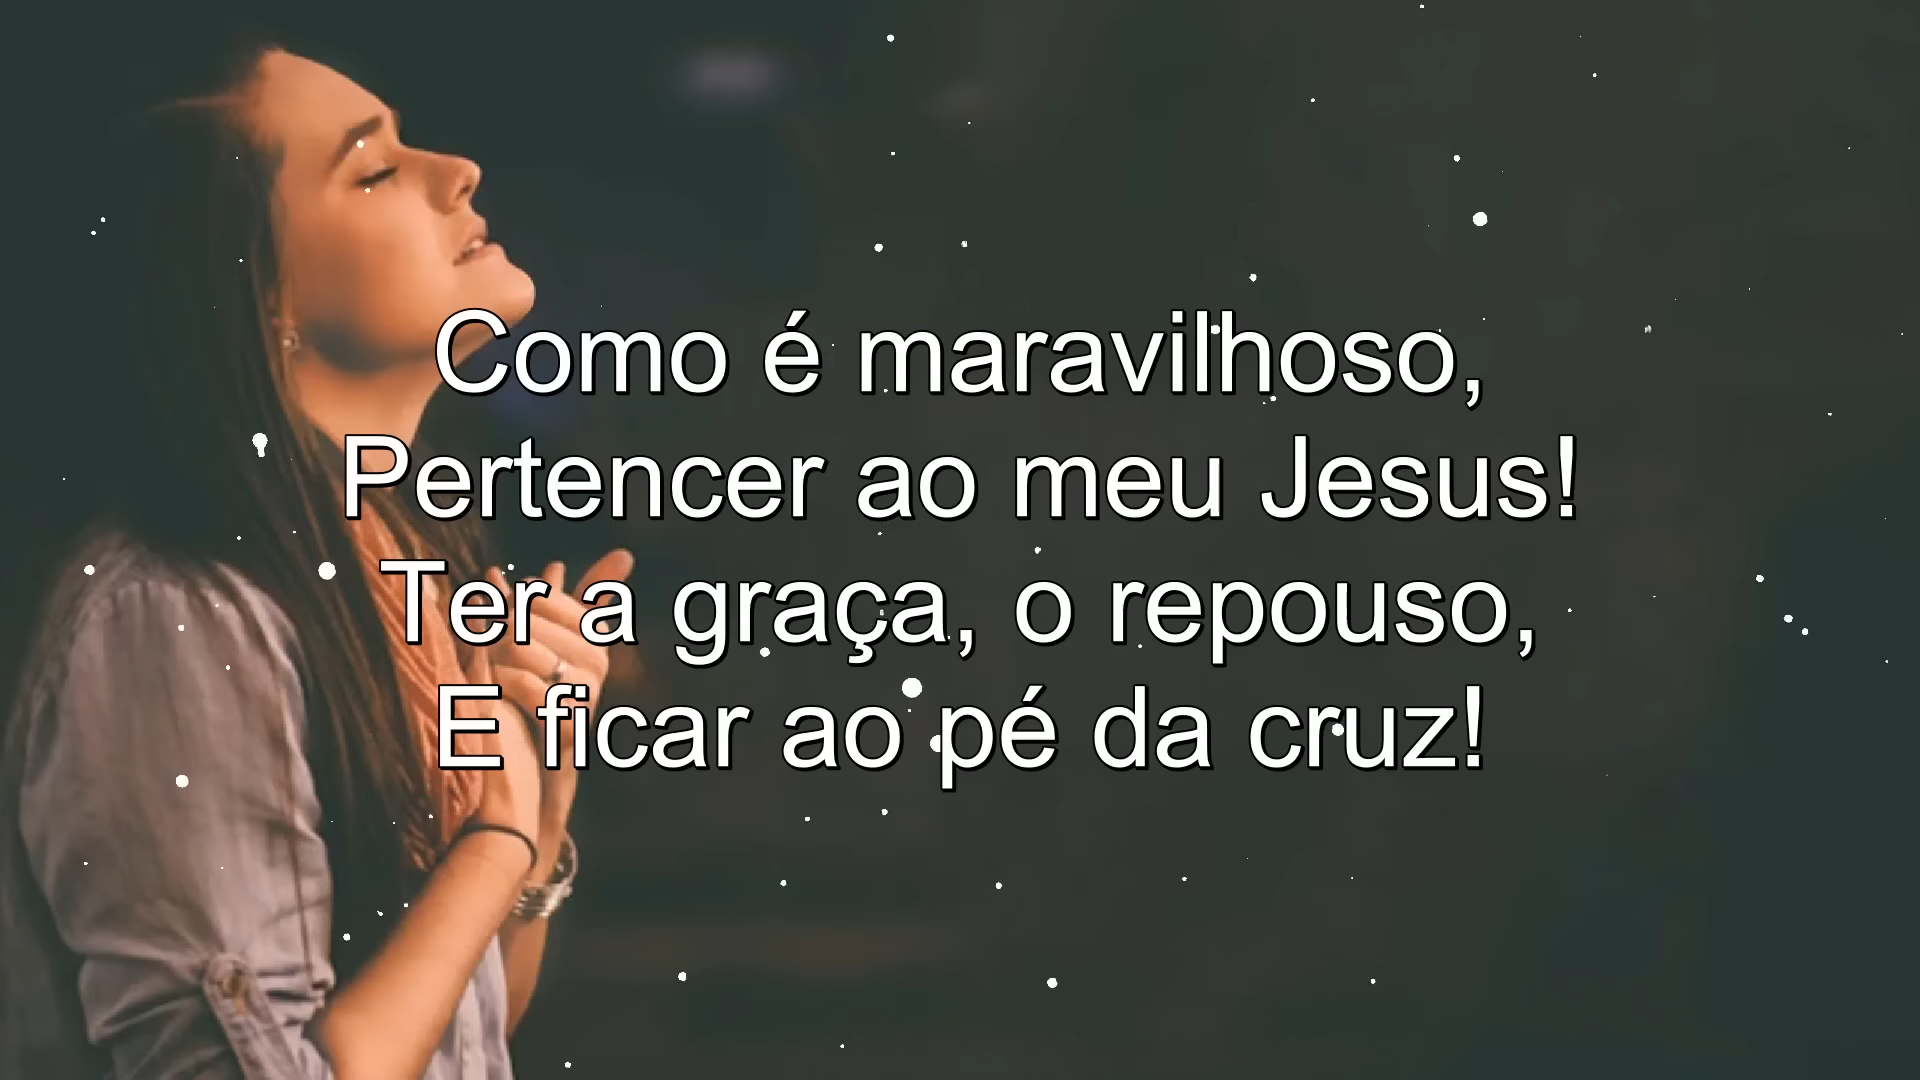 Como é maravilhoso,
Pertencer ao meu Jesus!
Ter a graça, o repouso,
E ficar ao pé da cruz!